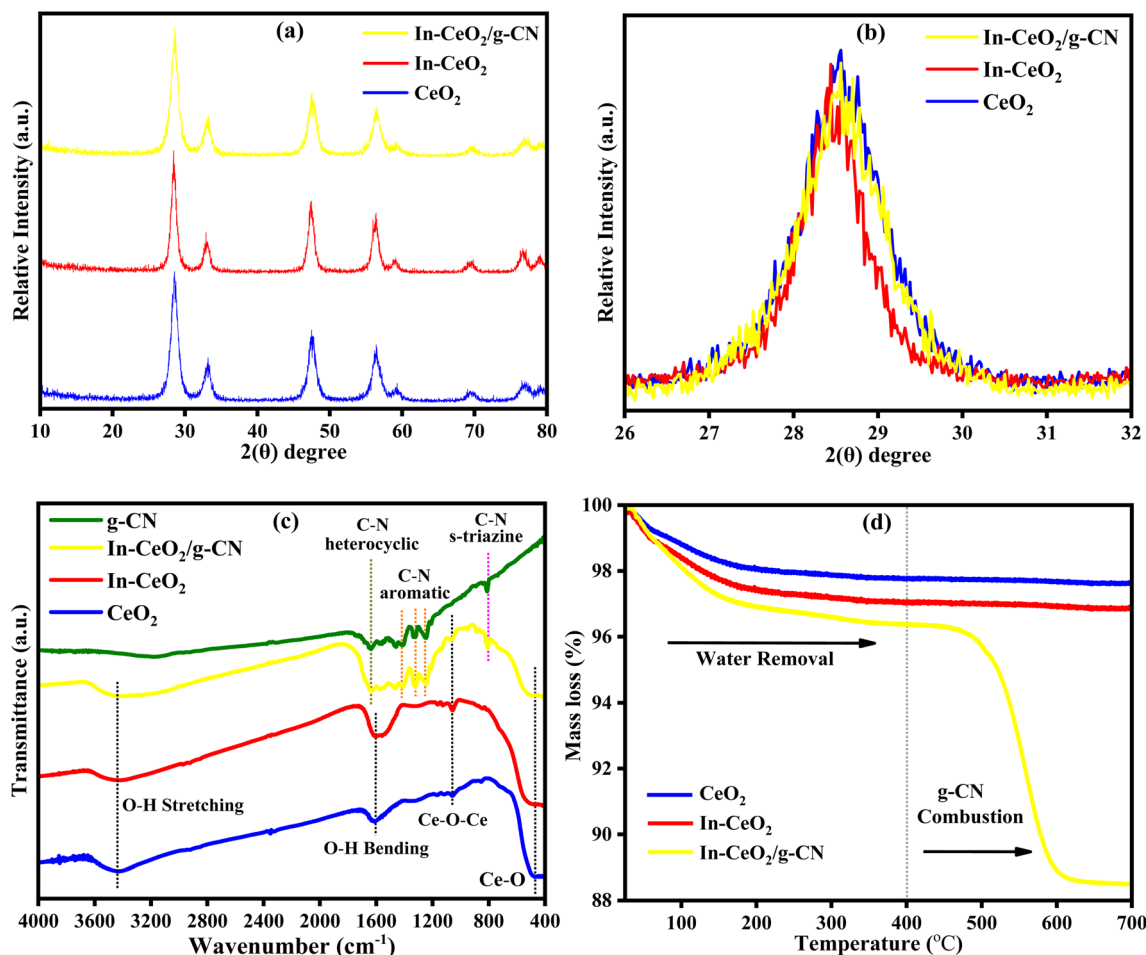 (a)
In-CeO₂/g-CN
In-CeO₂
CeO₂
Relative Intensity (a.u.)
10 20 30 40 50 60 70 80
2(θ) degree
(b)
In-CeO₂/g-CN
In-CeO₂
CeO₂
Relative Intensity (a.u.)
26 27 28 29 30 31 32
2(θ) degree
(c)
g-CN
In-CeO₂/g-CN
In-CeO₂
CeO₂
C-N
heterocyclic
C-N
aromatic
C-N
s-triazine
O-H Stretching
O-H Bending
Ce-O-Ce
Ce-O
Transmittance (a.u.)
4000 3600 3200 2800 2400 2000 1600 1200 800 400
Wavenumber (cm⁻¹)
(d)
100
98
96
94
92
90
88
Mass loss (%)
Water Removal
g-CN
Combustion
CeO₂
In-CeO₂
In-CeO₂/g-CN
100 200 300 400 500 600 700
Temperature (°C)